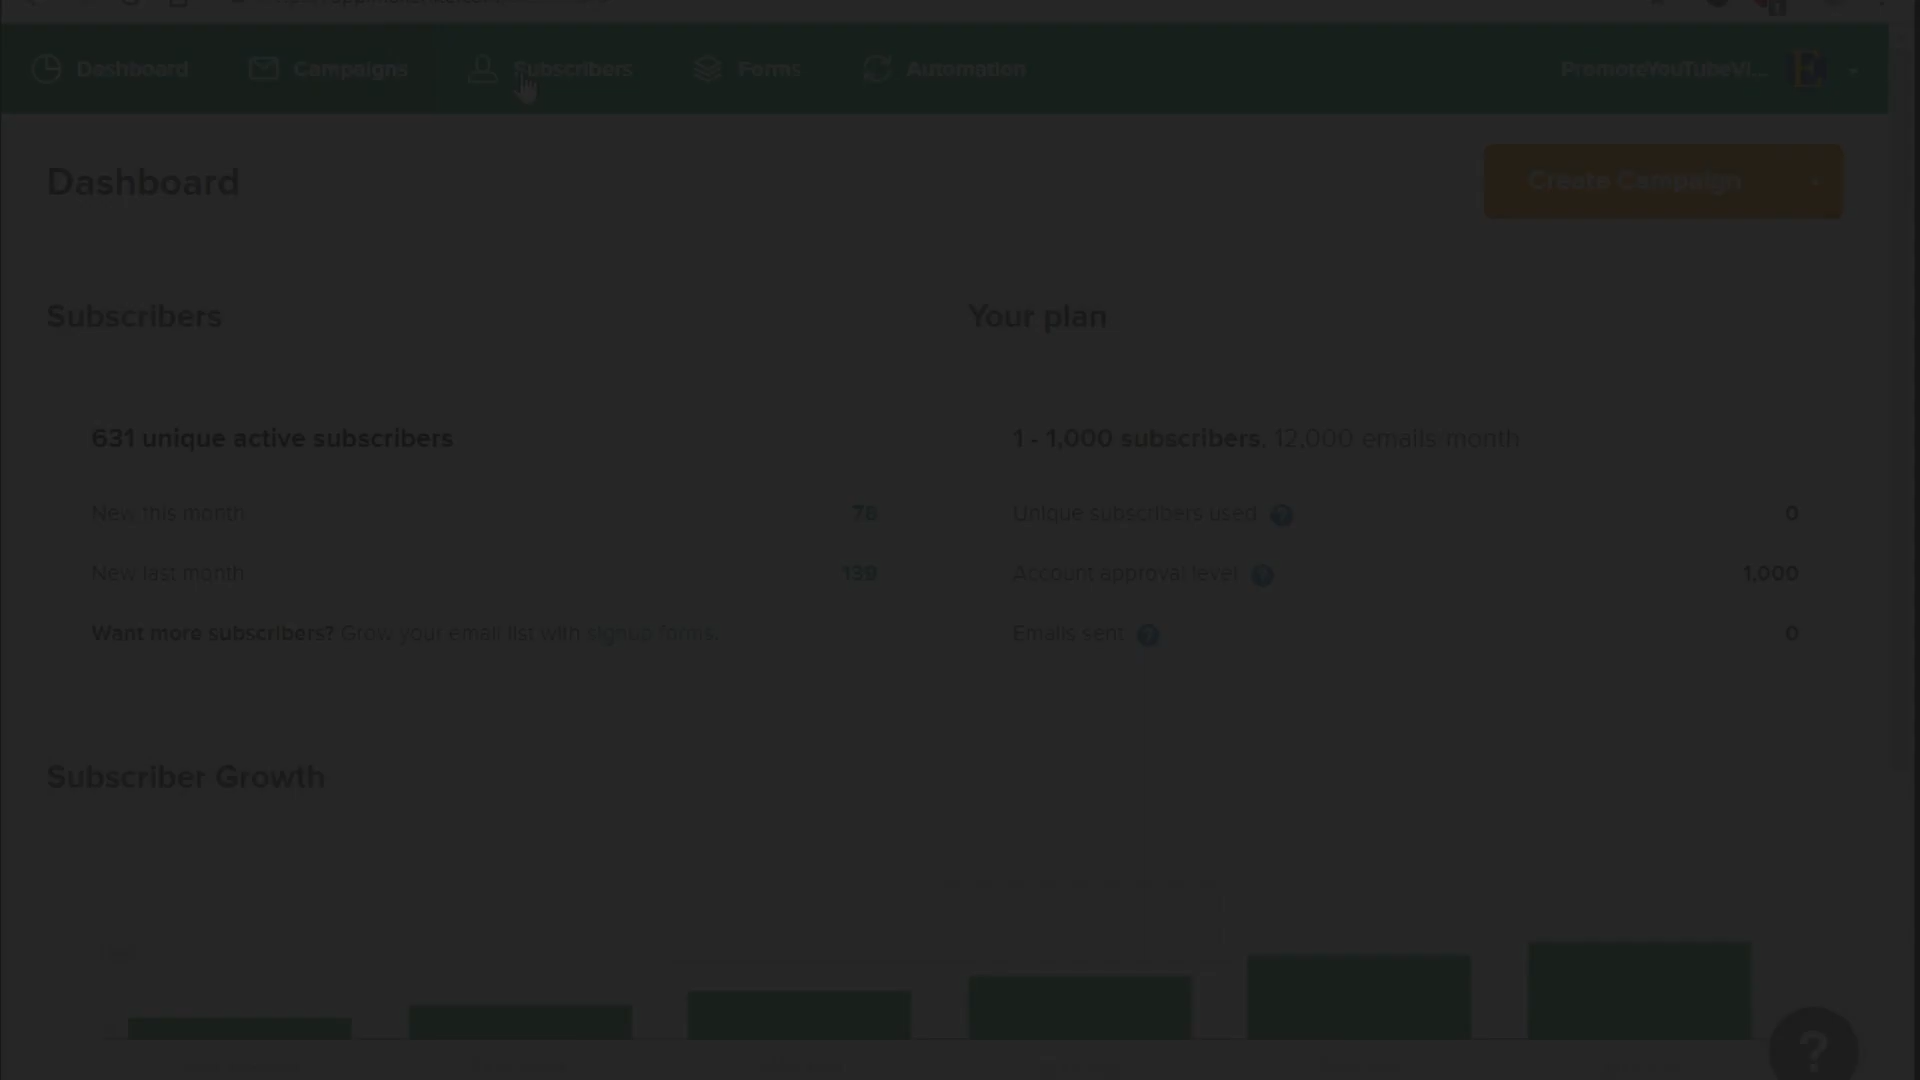 Dashboard
Campaigns
Subscribers
Forms
Automation
PromoteYouTubeVi...
E
Dashboard
Create Campaign
Subscribers
Your plan
631 unique active subscribers
1 - 1,000 subscribers, 12,000 emails/month
New this month 78
Unique subscribers used ? 0
New last month 139
Account approval level ? 1,000
Want more subscribers? Grow your email list with signup forms.
Emails sent ? 0
Subscriber Growth
?